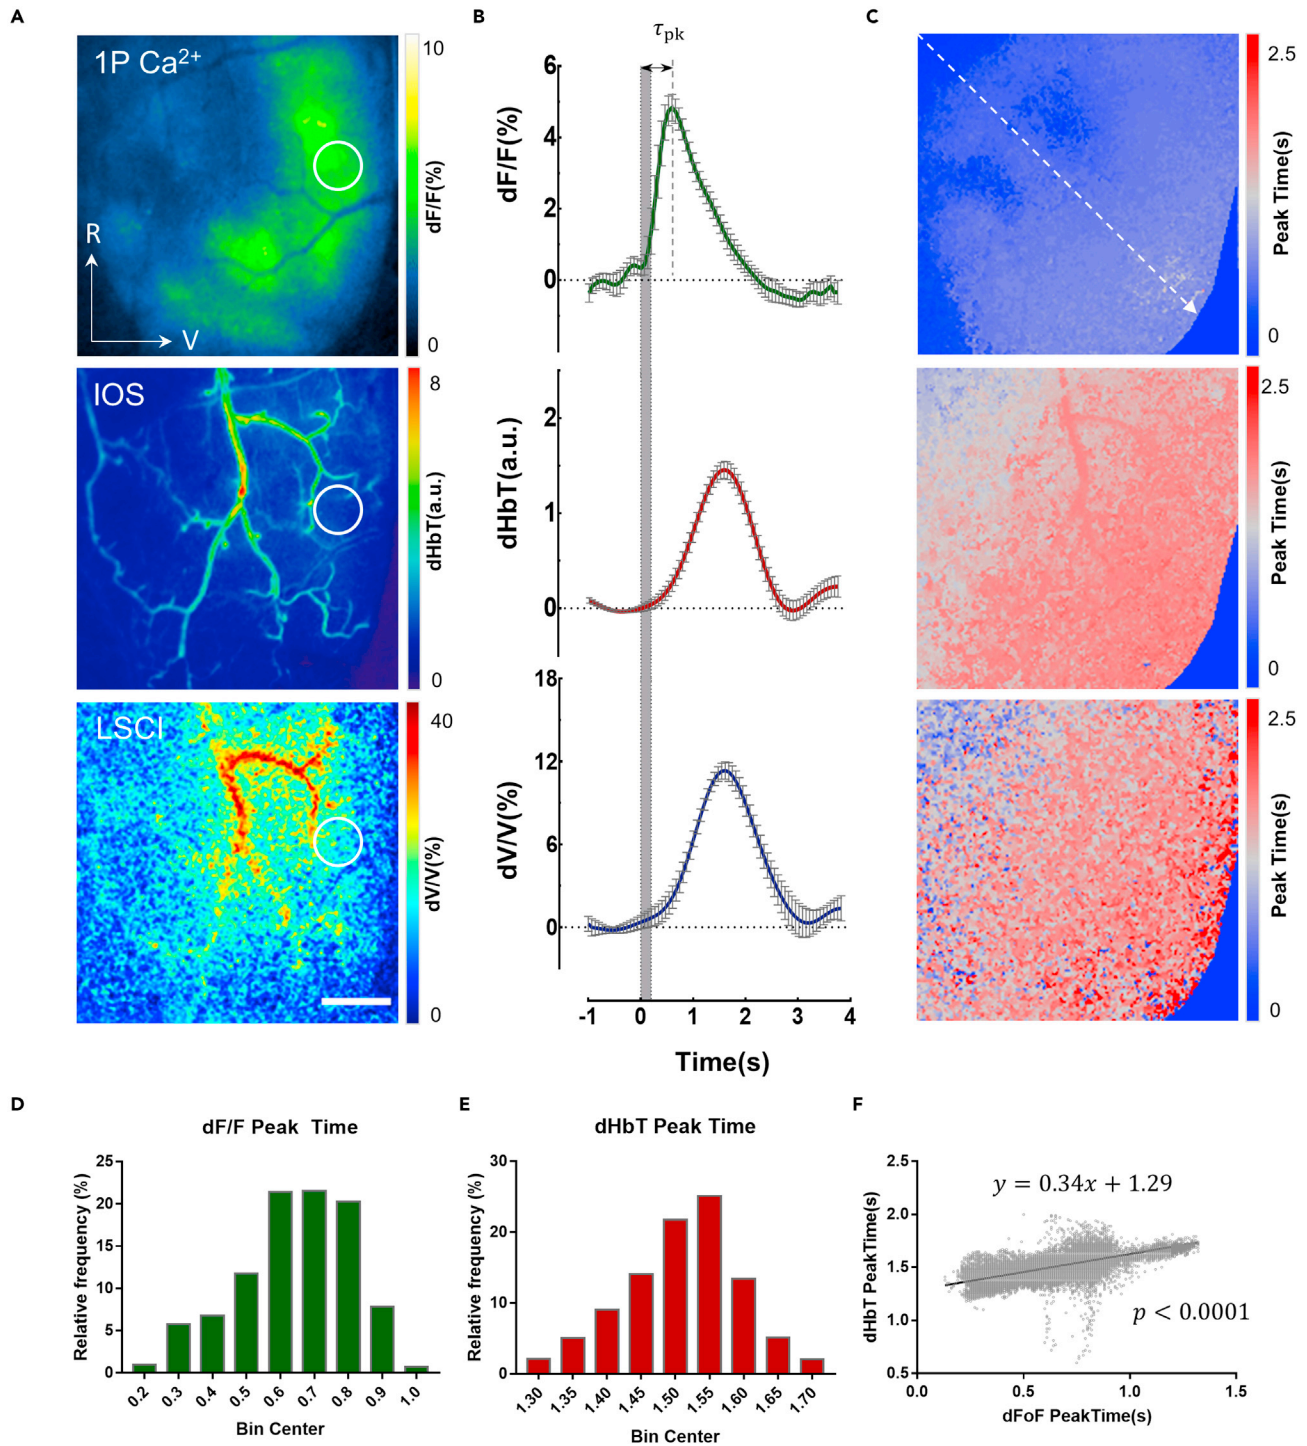 A
B
C
1P Ca²⁺
R
V
10
dF/F(%)
0
IOS
8
dHbT(a.u.)
0
LSCI
40
dV/V(%)
0
τpk
6
4
2
0
dF/F(%)
2
1
0
dHbT(a.u.)
18
12
6
0
dV/V(%)
-1 0 1 2 3 4
Time(s)
2.5
Peak Time(s)
0
2.5
Peak Time(s)
0
2.5
Peak Time(s)
0
D
dF/F Peak Time
25
20
15
10
5
0
Relative frequency (%)
0.2 0.3 0.4 0.5 0.6 0.7 0.8 0.9 1.0
Bin Center
E
dHbT Peak Time
30
20
10
0
Relative frequency (%)
1.30 1.35 1.40 1.45 1.50 1.55 1.60 1.65 1.70
Bin Center
F
2.5
2.0
1.5
1.0
0.5
dHbT PeakTime(s)
y = 0.34x + 1.29
p < 0.0001
0.0 0.5 1.0 1.5
dFoF PeakTime(s)